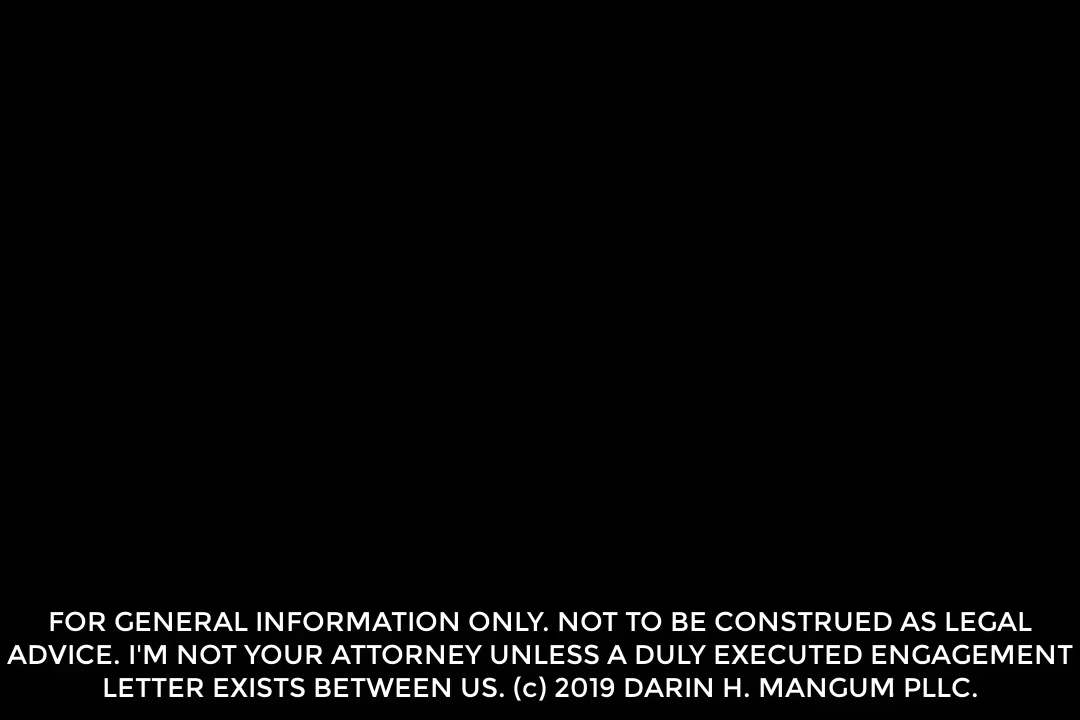 FOR GENERAL INFORMATION ONLY. NOT TO BE CONSTRUED AS LEGAL
ADVICE. I'M NOT YOUR ATTORNEY UNLESS A DULY EXECUTED ENGAGEMENT
LETTER EXISTS BETWEEN US. (c) 2019 DARIN H. MANGUM PLLC.